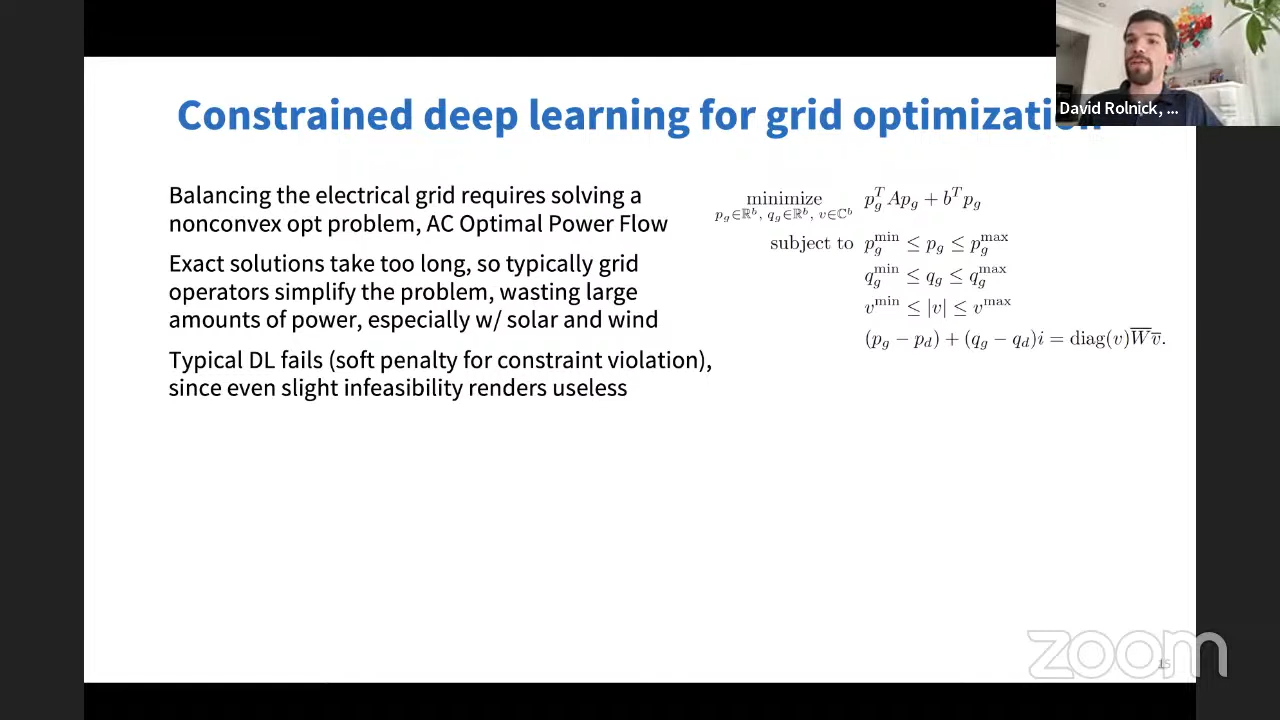 Constrained deep learning for grid optimization
David Rolnick, ...
Balancing the electrical grid requires solving a
nonconvex opt problem, AC Optimal Power Flow
Exact solutions take too long, so typically grid
operators simplify the problem, wasting large
amounts of power, especially w/ solar and wind
Typical DL fails (soft penalty for constraint violation),
since even slight infeasibility renders useless
minimize p_g^T A p_g + b^T p_g
p_g∈ℝ^b, q_g∈ℝ^b, v∈ℂ^b
subject to p_g^min ≤ p_g ≤ p_g^max
q_g^min ≤ q_g ≤ q_g^max
v^min ≤ |v| ≤ v^max
(p_g − p_d) + (q_g − q_d)i = diag(v)W̅v̅.
zoom
15